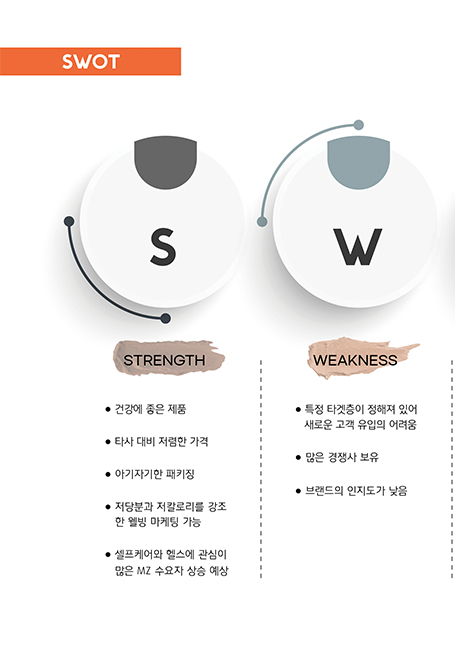 SWOT
S
W
STRENGTH
WEAKNESS
• 건강에 좋은 제품
• 타사 대비 저렴한 가격
• 아기자기한 패키징
• 저당분과 저칼로리를 강조
한 웰빙 마케팅 가능
• 셀프케어와 헬스에 관심이
많은 MZ 수요자 상승 예상
• 특정 타겟층이 정해져 있어
새로운 고객 유입의 어려움
• 많은 경쟁사 보유
• 브랜드의 인지도가 낮음